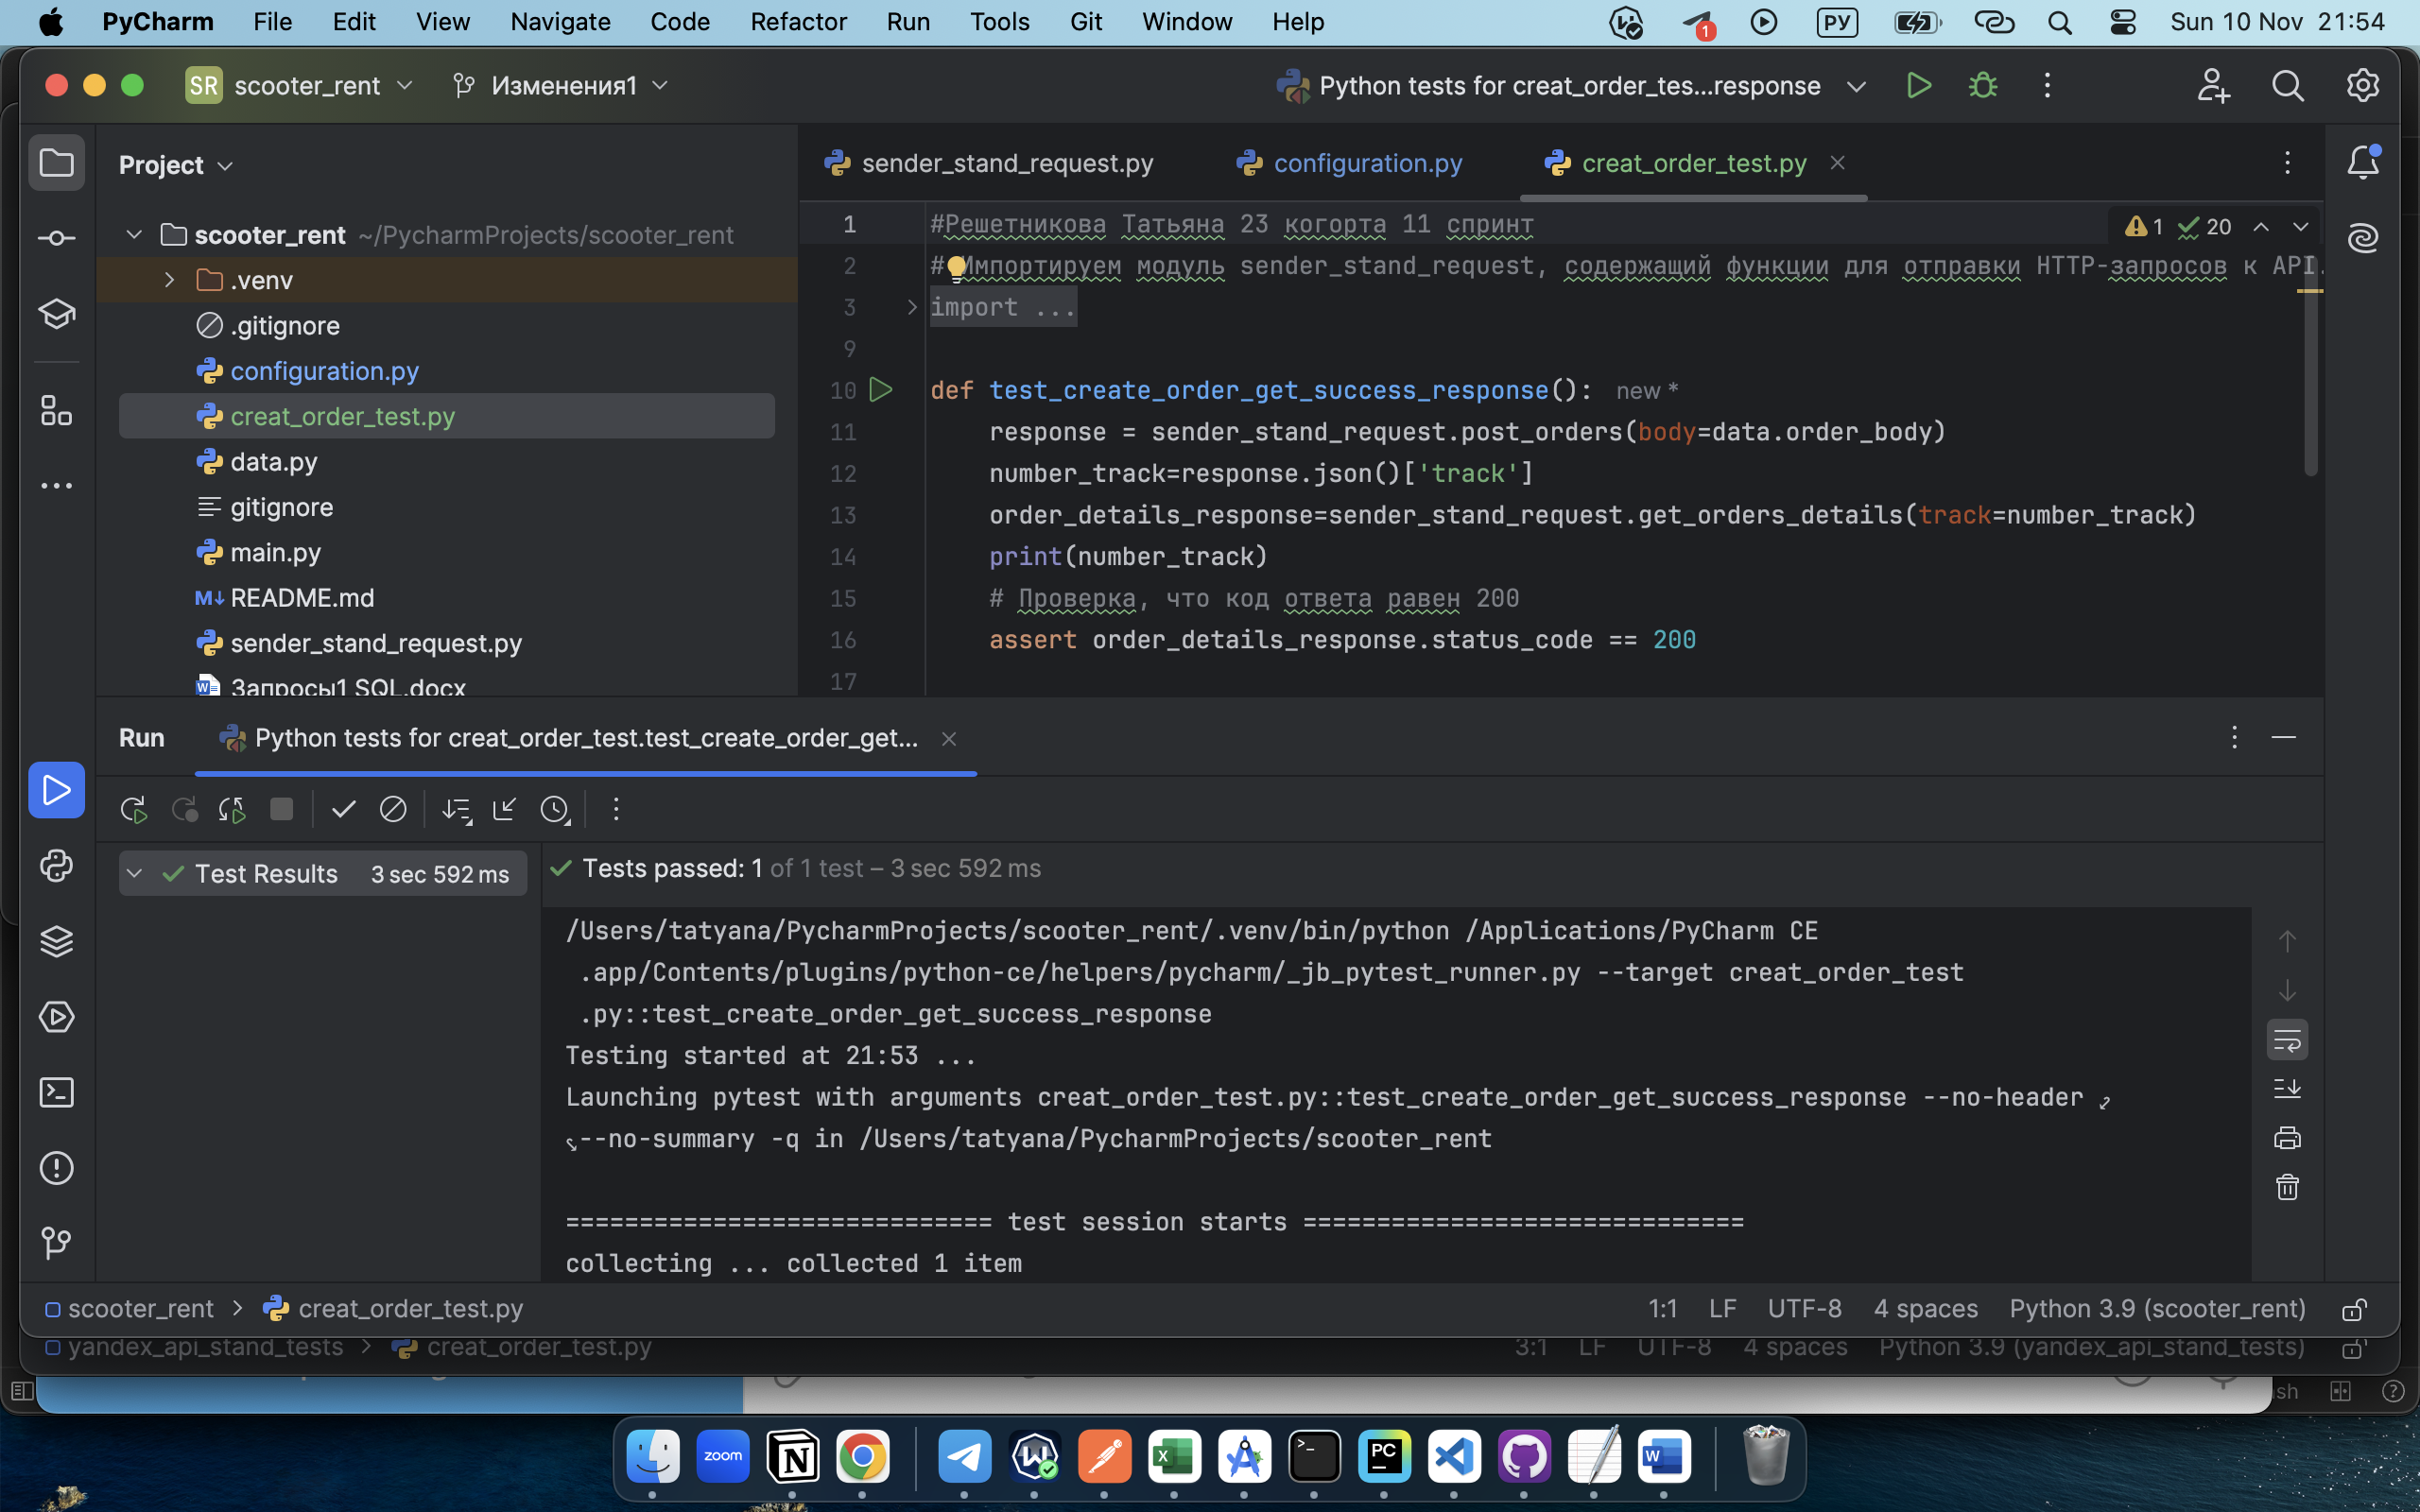 PyCharm File Edit View Navigate Code Refactor Run Tools Git Window Help 1 РУ Sun 10 Nov 21:54
SR scooter_rent Изменения1 Python tests for creat_order_tes...response
Project
scooter_rent ~/PycharmProjects/scooter_rent
.venv
.gitignore
configuration.py
creat_order_test.py
data.py
gitignore
main.py
M↓ README.md
sender_stand_request.py
Запросы1 SQL.docx
sender_stand_request.py configuration.py creat_order_test.py
1 #Решетникова Татьяна 23 когорта 11 спринт 1 20
2 # Импортируем модуль sender_stand_request, содержащий функции для отправки HTTP-запросов к API.
3 import ...
9
10 def test_create_order_get_success_response(): new *
11 response = sender_stand_request.post_orders(body=data.order_body)
12 number_track=response.json()['track']
13 order_details_response=sender_stand_request.get_orders_details(track=number_track)
14 print(number_track)
15 # Проверка, что код ответа равен 200
16 assert order_details_response.status_code == 200
17
Run Python tests for creat_order_test.test_create_order_get...
Test Results 3 sec 592 ms
Tests passed: 1 of 1 test – 3 sec 592 ms
/Users/tatyana/PycharmProjects/scooter_rent/.venv/bin/python /Applications/PyCharm CE
.app/Contents/plugins/python-ce/helpers/pycharm/_jb_pytest_runner.py --target creat_order_test
.py::test_create_order_get_success_response
Testing started at 21:53 ...
Launching pytest with arguments creat_order_test.py::test_create_order_get_success_response --no-header
--no-summary -q in /Users/tatyana/PycharmProjects/scooter_rent
============================= test session starts ==============================
collecting ... collected 1 item
scooter_rent > creat_order_test.py 1:1 LF UTF-8 4 spaces Python 3.9 (scooter_rent)
yandex_api_stand_tests > creat_order_test.py 3:1 LF UTF-8 4 spaces Python 3.9 (yandex_api_stand_tests)
zoom
PC
W